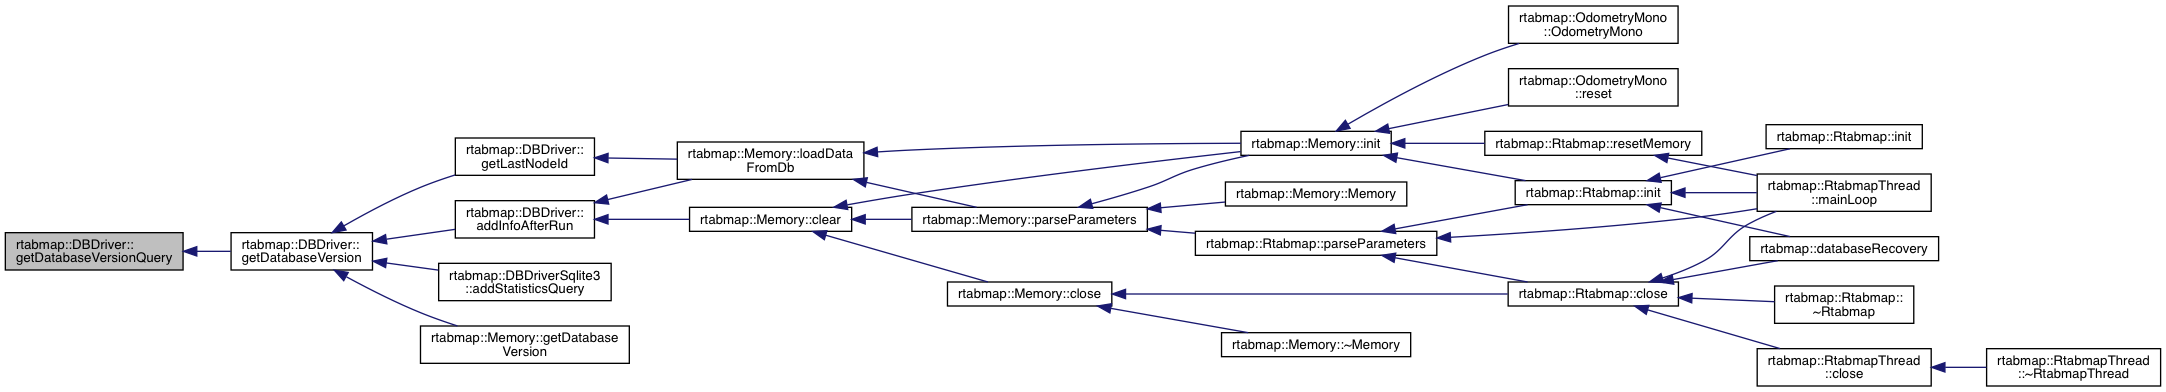 rtabmap::DBDriver::
getDatabaseVersionQuery
rtabmap::DBDriver::
getDatabaseVersion
rtabmap::DBDriver::
getLastNodeId
rtabmap::DBDriver::
addInfoAfterRun
rtabmap::DBDriverSqlite3
::addStatisticsQuery
rtabmap::Memory::getDatabase
Version
rtabmap::Memory::loadData
FromDb
rtabmap::Memory::clear
rtabmap::Memory::parseParameters
rtabmap::Memory::close
rtabmap::Memory::init
rtabmap::Memory::Memory
rtabmap::Rtabmap::parseParameters
rtabmap::Memory::~Memory
rtabmap::OdometryMono
::OdometryMono
rtabmap::OdometryMono
::reset
rtabmap::Rtabmap::resetMemory
rtabmap::Rtabmap::init
rtabmap::Rtabmap::close
rtabmap::Rtabmap::init
rtabmap::RtabmapThread
::mainLoop
rtabmap::databaseRecovery
rtabmap::Rtabmap::
~Rtabmap
rtabmap::RtabmapThread
::close
rtabmap::RtabmapThread
::~RtabmapThread